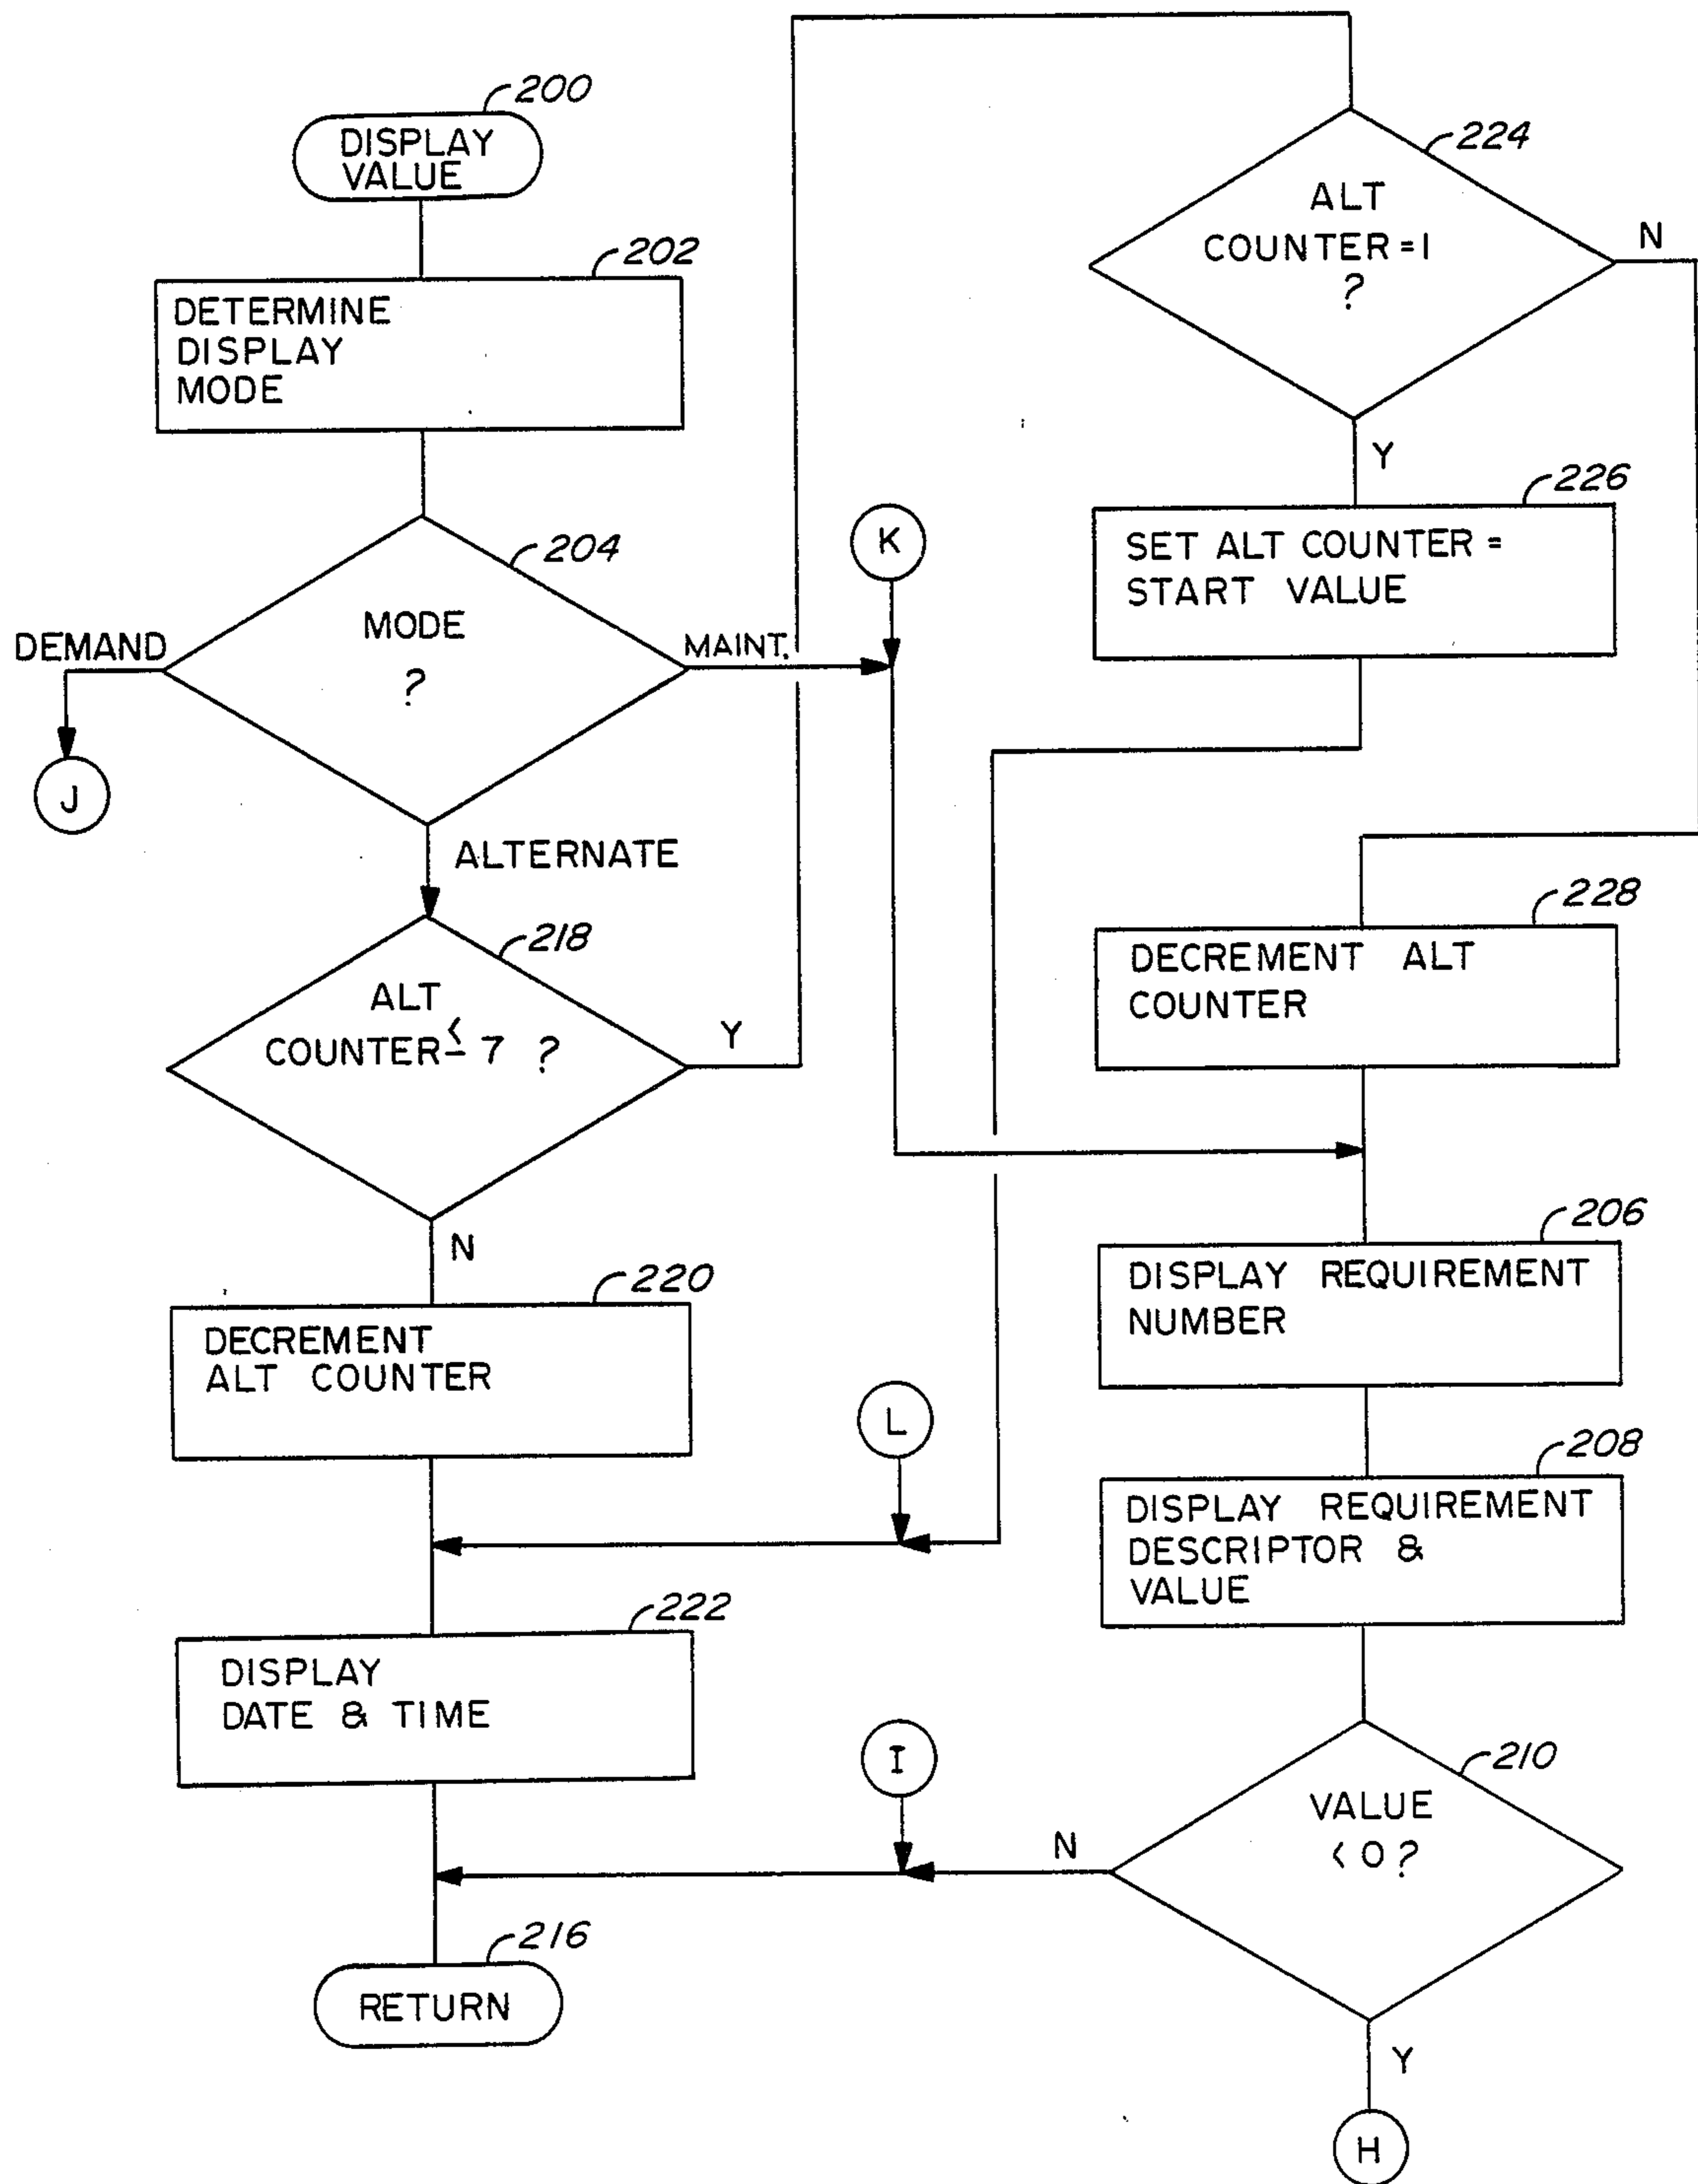 200
DISPLAY
VALUE
202
DETERMINE
DISPLAY
MODE
204
MODE
?
DEMAND
MAINT.
J
K
ALTERNATE
218
ALT
COUNTER ≤ 7 ?
Y
N
220
DECREMENT
ALT COUNTER
L
222
DISPLAY
DATE & TIME
I
216
RETURN
224
ALT
COUNTER = 1
?
N
Y
226
SET ALT COUNTER =
START VALUE
228
DECREMENT ALT
COUNTER
206
DISPLAY REQUIREMENT
NUMBER
208
DISPLAY REQUIREMENT
DESCRIPTOR &
VALUE
210
VALUE
< 0 ?
N
Y
H